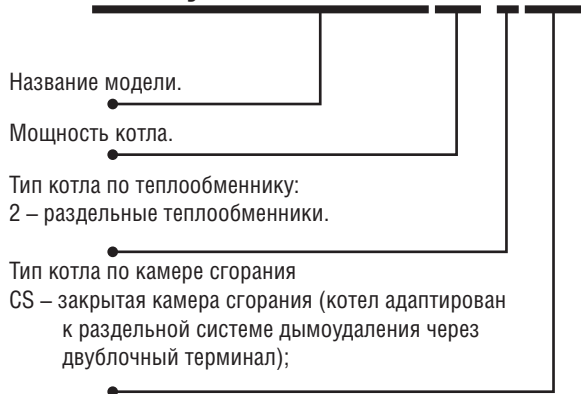 Название модели.
Мощность котла.
Тип котла по теплообменнику:
2 – раздельные теплообменники.
Тип котла по камере сгорания
CS – закрытая камера сгорания (котел адаптирован
к раздельной системе дымоудаления через
двублочный терминал);